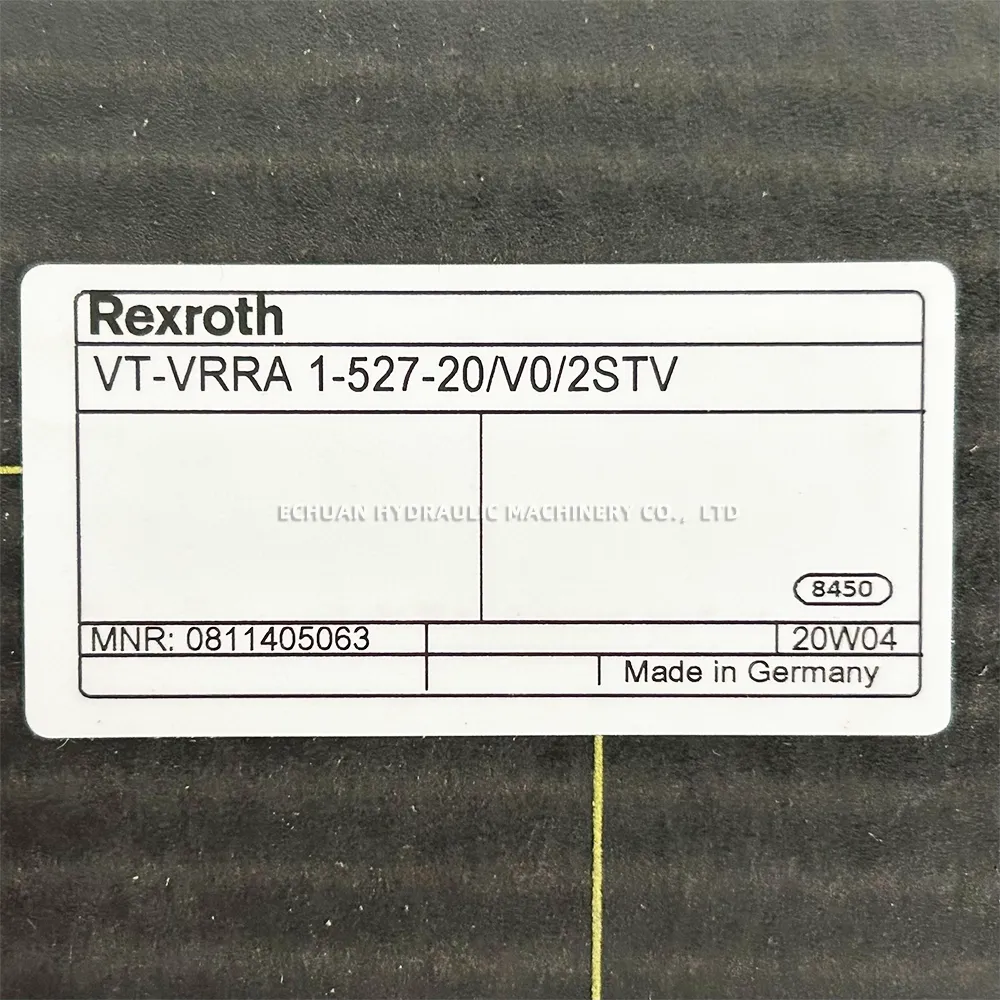 Rexroth
VT-VRRA 1-527-20/V0/2STV
ECHUAN HYDRAULIC MACHINERY CO., LTD
8450
MNR: 0811405063
20W04
Made in Germany